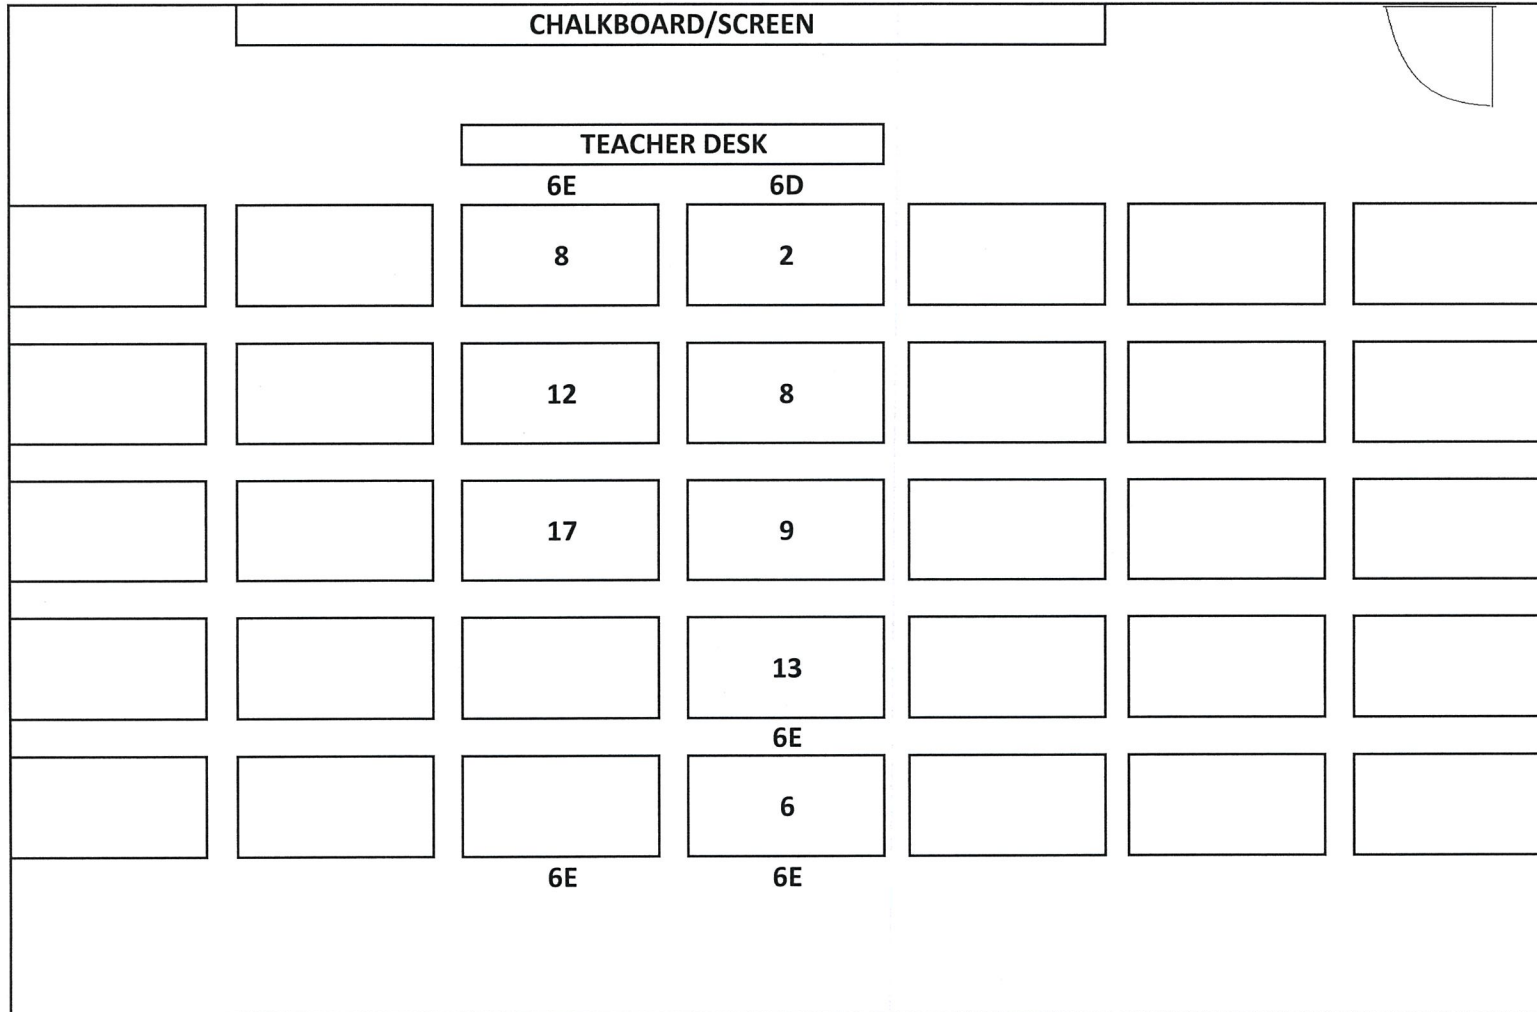 CHALKBOARD/SCREEN
TEACHER DESK
6E 6D
8 2
12 8
17 9
13
6E
6
6E 6E